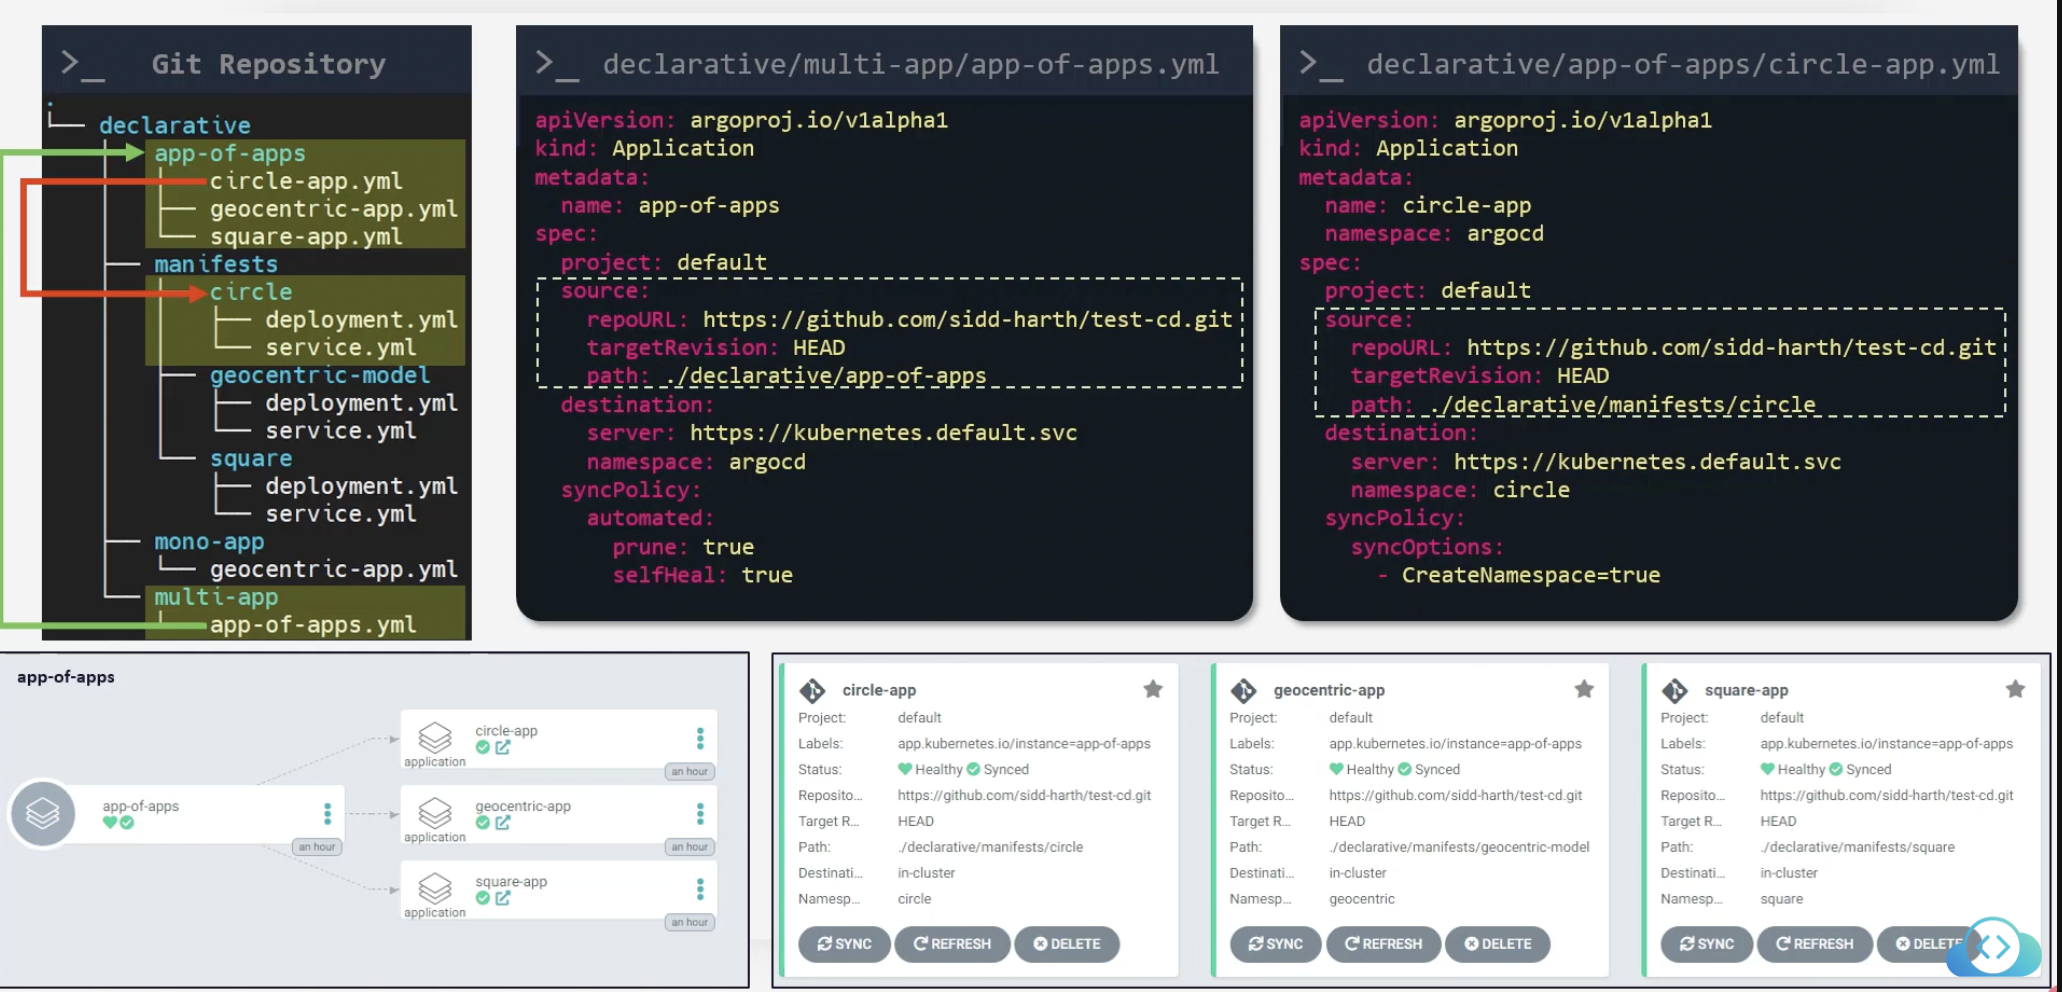 >_ Git Repository
.
└── declarative
app-of-apps
circle-app.yml
├── geocentric-app.yml
└── square-app.yml
├── manifests
circle
├── deployment.yml
└── service.yml
├── geocentric-model
├── deployment.yml
└── service.yml
└── square
├── deployment.yml
└── service.yml
├── mono-app
└── geocentric-app.yml
└── multi-app
└── app-of-apps.yml
>_ declarative/multi-app/app-of-apps.yml
apiVersion: argoproj.io/v1alpha1
kind: Application
metadata:
  name: app-of-apps
spec:
  project: default
  source:
    repoURL: https://github.com/sidd-harth/test-cd.git
    targetRevision: HEAD
    path: ./declarative/app-of-apps
  destination:
    server: https://kubernetes.default.svc
    namespace: argocd
  syncPolicy:
    automated:
      prune: true
      selfHeal: true
>_ declarative/app-of-apps/circle-app.yml
apiVersion: argoproj.io/v1alpha1
kind: Application
metadata:
  name: circle-app
  namespace: argocd
spec:
  project: default
  source:
    repoURL: https://github.com/sidd-harth/test-cd.git
    targetRevision: HEAD
    path: ./declarative/manifests/circle
  destination:
    server: https://kubernetes.default.svc
    namespace: circle
  syncPolicy:
    syncOptions:
      - CreateNamespace=true
app-of-apps
app-of-apps
an hour
circle-app
application
an hour
geocentric-app
application
an hour
square-app
application
an hour
circle-app
Project: default
Labels: app.kubernetes.io/instance=app-of-apps
Status: Healthy Synced
Reposito... https://github.com/sidd-harth/test-cd.git
Target R... HEAD
Path: ./declarative/manifests/circle
Destinati... in-cluster
Namesp... circle
SYNC REFRESH DELETE
geocentric-app
Project: default
Labels: app.kubernetes.io/instance=app-of-apps
Status: Healthy Synced
Reposito... https://github.com/sidd-harth/test-cd.git
Target R... HEAD
Path: ./declarative/manifests/geocentric-model
Destinati... in-cluster
Namesp... geocentric
SYNC REFRESH DELETE
square-app
Project: default
Labels: app.kubernetes.io/instance=app-of-apps
Status: Healthy Synced
Reposito... https://github.com/sidd-harth/test-cd.git
Target R... HEAD
Path: ./declarative/manifests/square
Destinati... in-cluster
Namesp... square
SYNC REFRESH DELETE